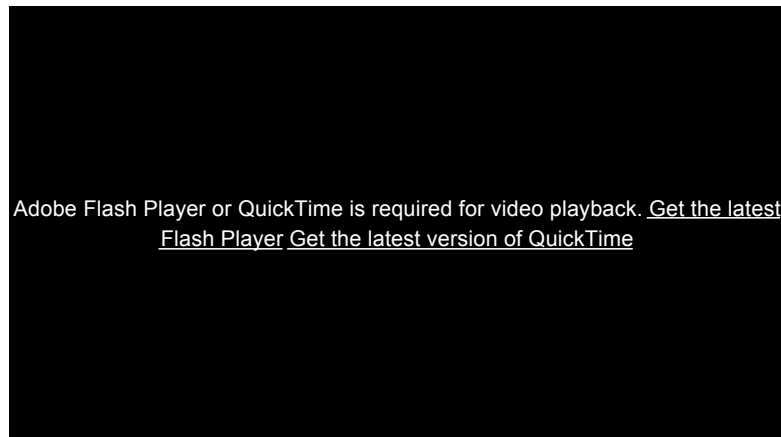 Adobe Flash Player or QuickTime is required for video playback. Get the latest
Flash Player Get the latest version of QuickTime